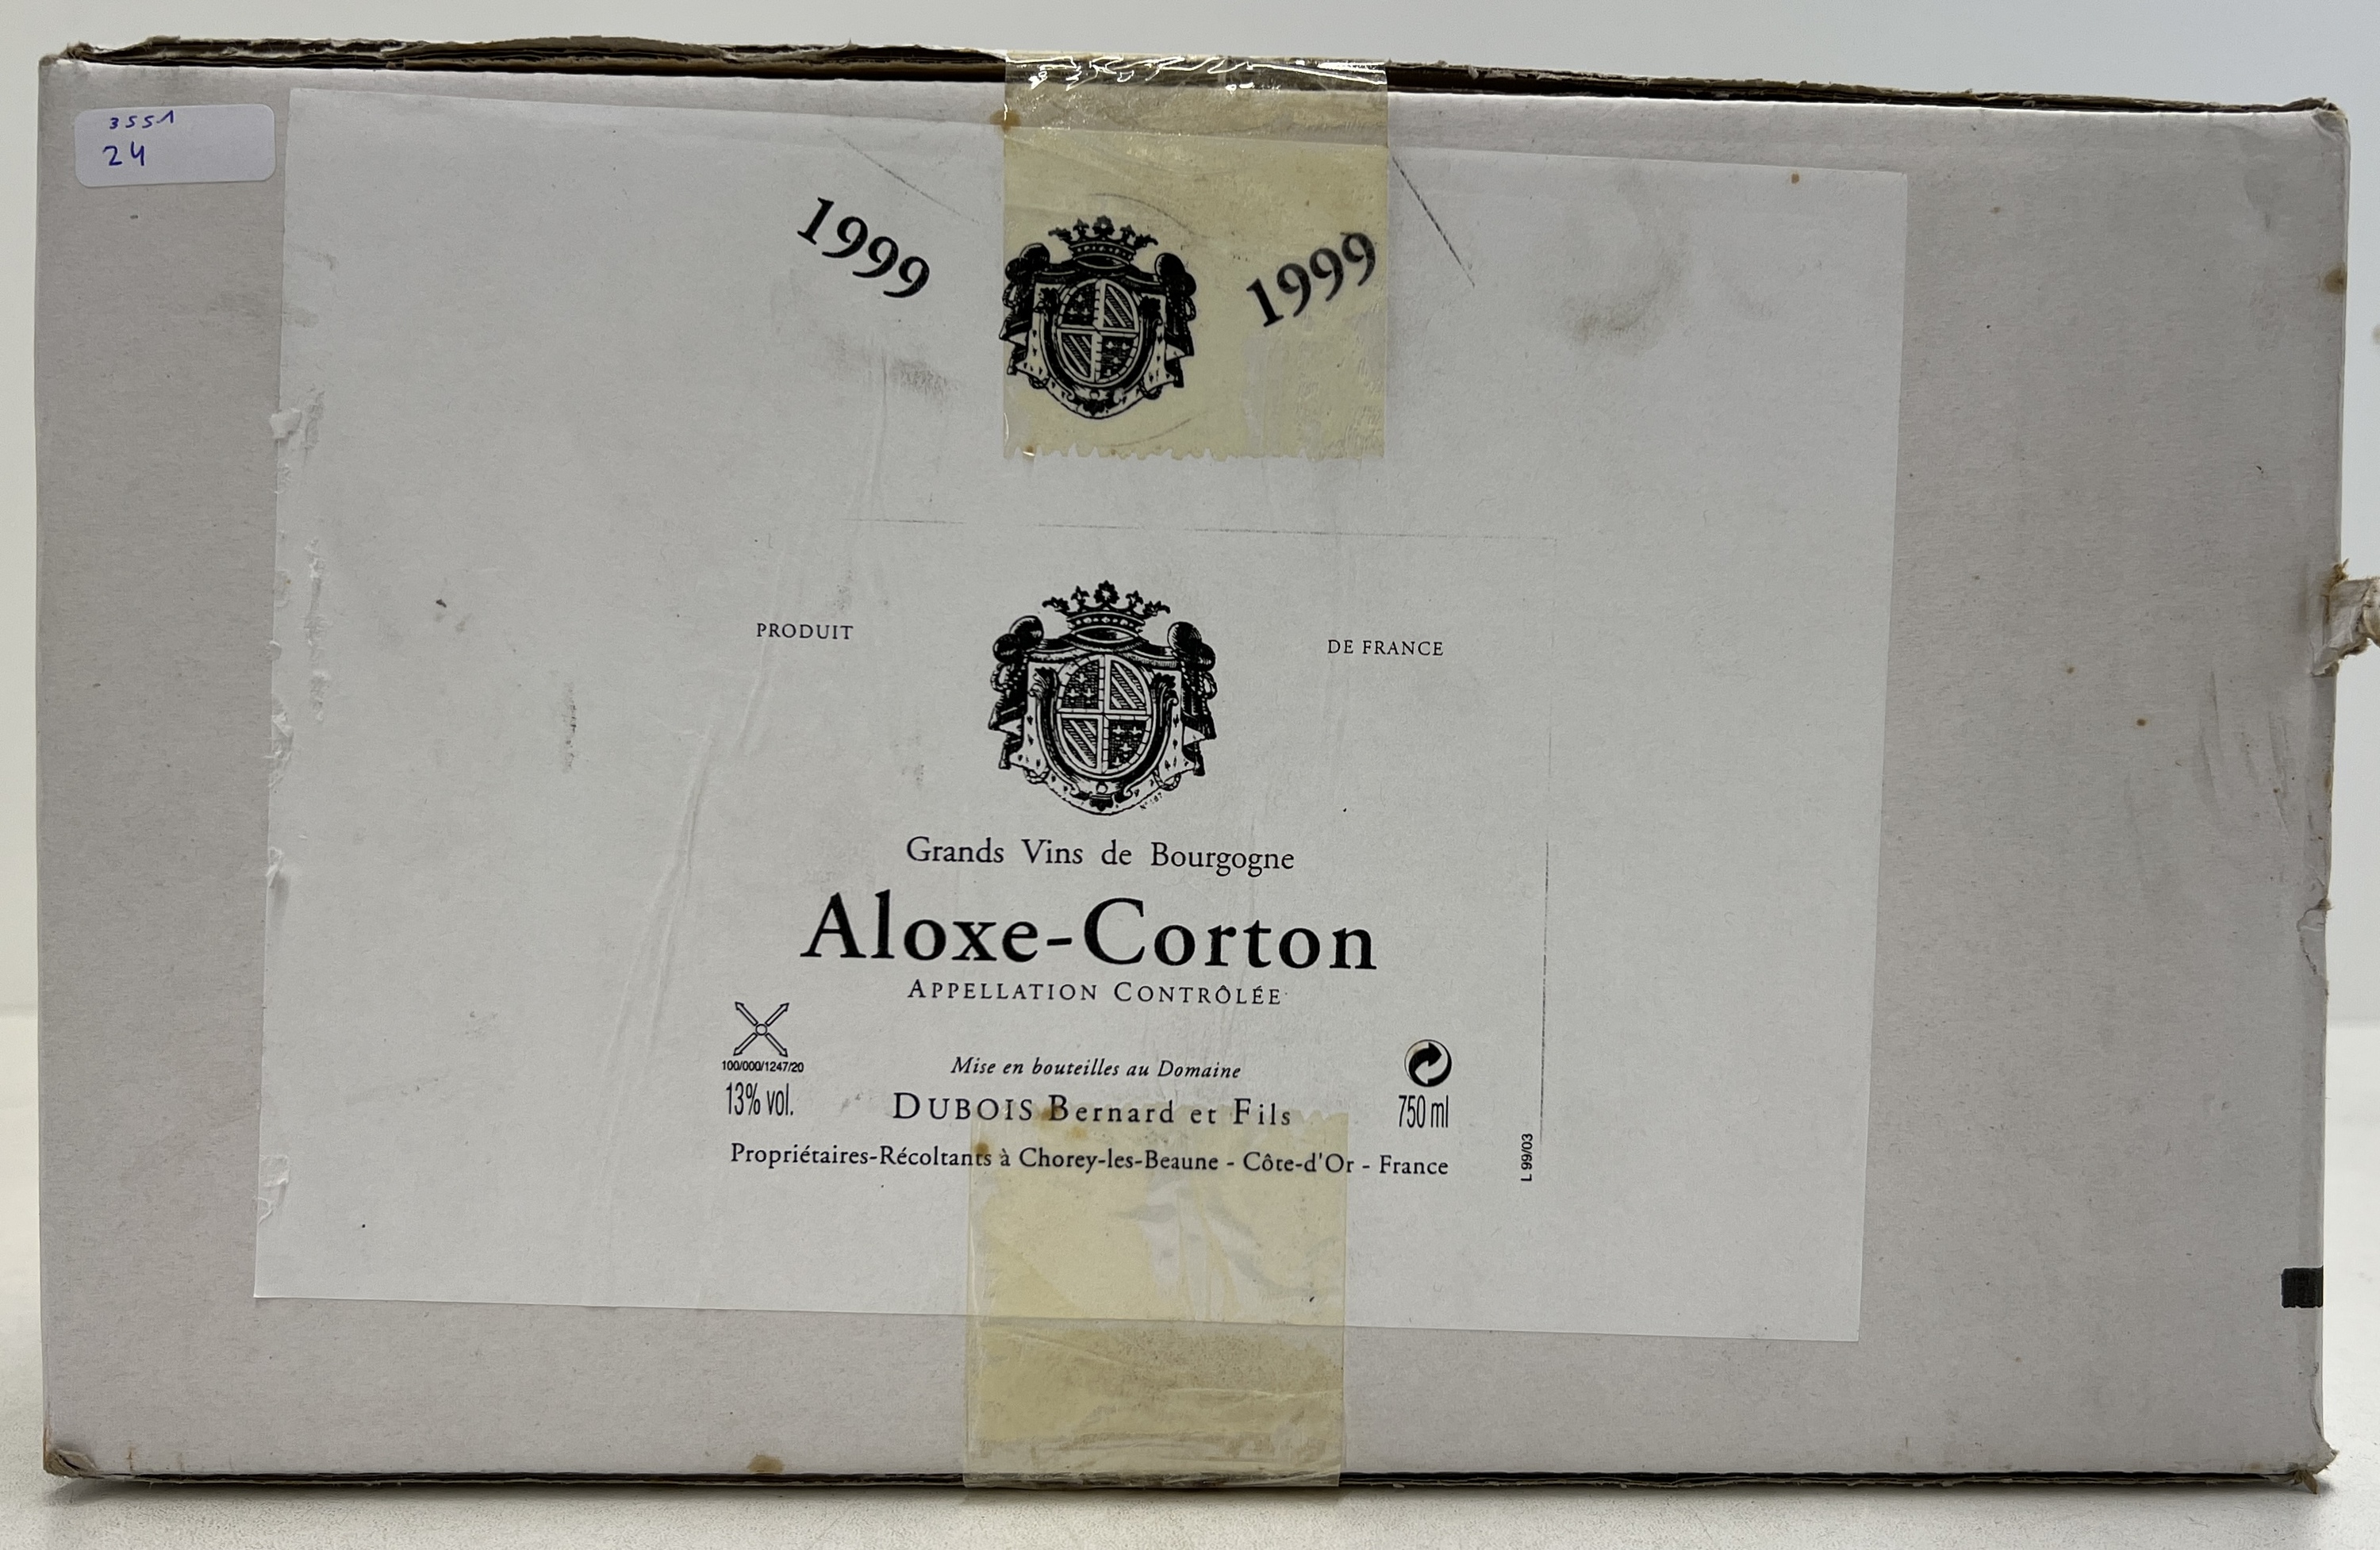 3551
24
1999
1999
PRODUIT
DE FRANCE
Grands Vins de Bourgogne
Aloxe-Corton
APPELLATION CONTRÔLÉE
100/000/1247/20
Mise en bouteilles au Domaine
13% vol.
DUBOIS Bernard et Fils
750 ml
Propriétaires-Récoltants à Chorey-les-Beaune - Côte-d'Or - France
L 99/03